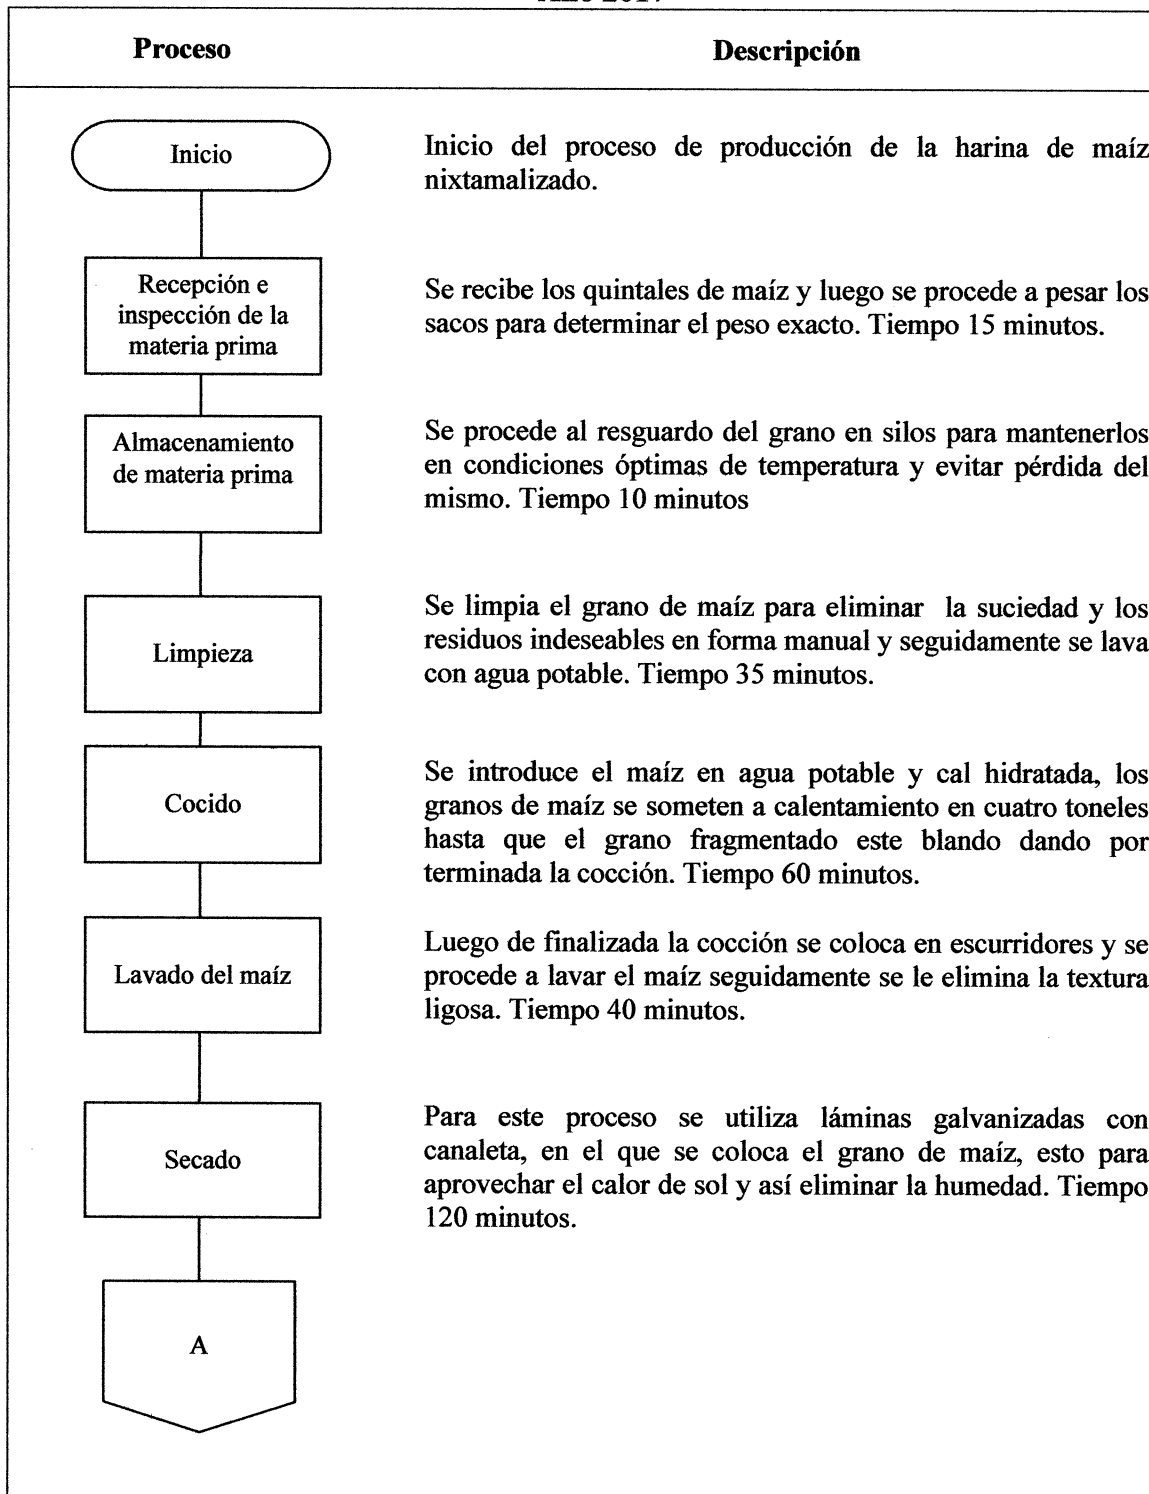 Proceso
Descripción
Inicio
Inicio del proceso de producción de la harina de maíz
nixtamalizado.
Recepción e
inspección de la
materia prima
Se recibe los quintales de maíz y luego se procede a pesar los
sacos para determinar el peso exacto. Tiempo 15 minutos.
Almacenamiento
de materia prima
Se procede al resguardo del grano en silos para mantenerlos
en condiciones óptimas de temperatura y evitar pérdida del
mismo. Tiempo 10 minutos
Limpieza
Se limpia el grano de maíz para eliminar la suciedad y los
residuos indeseables en forma manual y seguidamente se lava
con agua potable. Tiempo 35 minutos.
Cocido
Se introduce el maíz en agua potable y cal hidratada, los
granos de maíz se someten a calentamiento en cuatro toneles
hasta que el grano fragmentado este blando dando por
terminada la cocción. Tiempo 60 minutos.
Lavado del maíz
Luego de finalizada la cocción se coloca en escurridores y se
procede a lavar el maíz seguidamente se le elimina la textura
ligosa. Tiempo 40 minutos.
Secado
Para este proceso se utiliza láminas galvanizadas con
canaleta, en el que se coloca el grano de maíz, esto para
aprovechar el calor de sol y así eliminar la humedad. Tiempo
120 minutos.
A